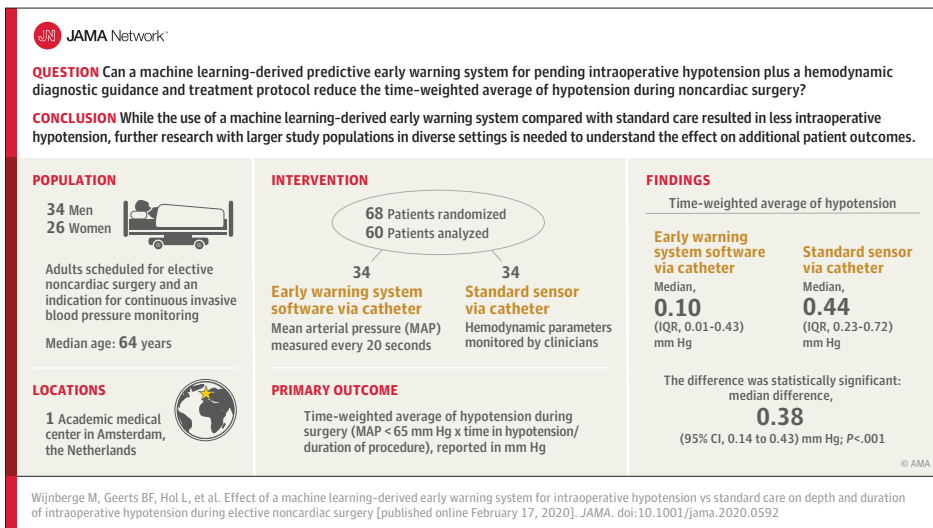 JN JAMA Network™
QUESTION Can a machine learning–derived predictive early warning system for pending intraoperative hypotension plus a hemodynamic
diagnostic guidance and treatment protocol reduce the time-weighted average of hypotension during noncardiac surgery?
CONCLUSION While the use of a machine learning–derived early warning system compared with standard care resulted in less intraoperative
hypotension, further research with larger study populations in diverse settings is needed to understand the effect on additional patient outcomes.
POPULATION
34 Men
26 Women
Adults scheduled for elective
noncardiac surgery and an
indication for continuous invasive
blood pressure monitoring
Median age: 64 years
LOCATIONS
1 Academic medical
center in Amsterdam,
the Netherlands
INTERVENTION
68 Patients randomized
60 Patients analyzed
34
Early warning system
software via catheter
Mean arterial pressure (MAP)
measured every 20 seconds
34
Standard sensor
via catheter
Hemodynamic parameters
monitored by clinicians
PRIMARY OUTCOME
Time-weighted average of hypotension during
surgery (MAP < 65 mm Hg x time in hypotension/
duration of procedure), reported in mm Hg
FINDINGS
Time-weighted average of hypotension
Early warning
system software
via catheter
Median,
0.10
(IQR, 0.01-0.43)
mm Hg
Standard sensor
via catheter
Median,
0.44
(IQR, 0.23-0.72)
mm Hg
The difference was statistically significant:
median difference,
0.38
(95% CI, 0.14 to 0.43) mm Hg; P<.001
© AMA
Wijnberge M, Geerts BF, Hol L, et al. Effect of a machine learning–derived early warning system for intraoperative hypotension vs standard care on depth and duration
of intraoperative hypotension during elective noncardiac surgery [published online February 17, 2020]. JAMA. doi:10.1001/jama.2020.0592